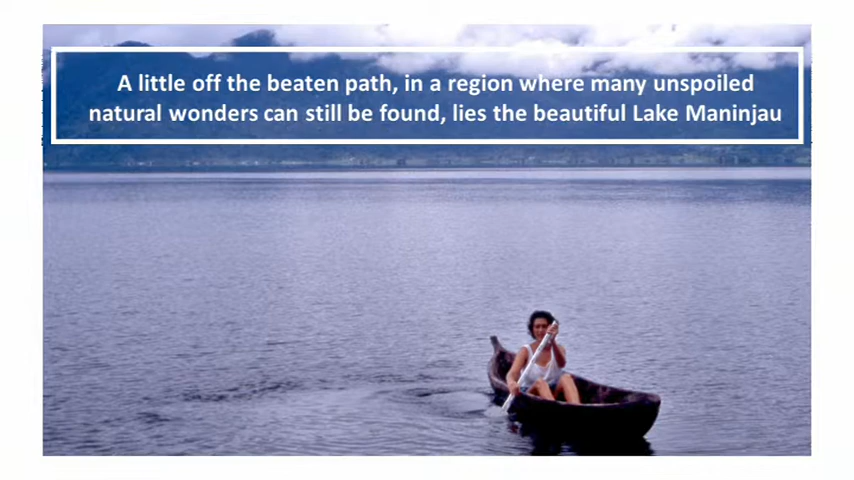 A little off the beaten path, in a region where many unspoiled
natural wonders can still be found, lies the beautiful Lake Maninjau